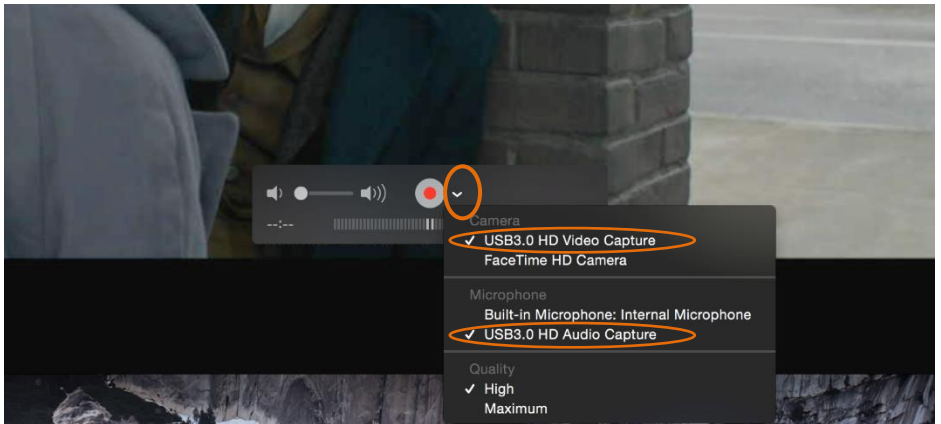 --:--
Camera
✓ USB3.0 HD Video Capture
FaceTime HD Camera
Microphone
Built-in Microphone: Internal Microphone
✓ USB3.0 HD Audio Capture
Quality
✓ High
Maximum